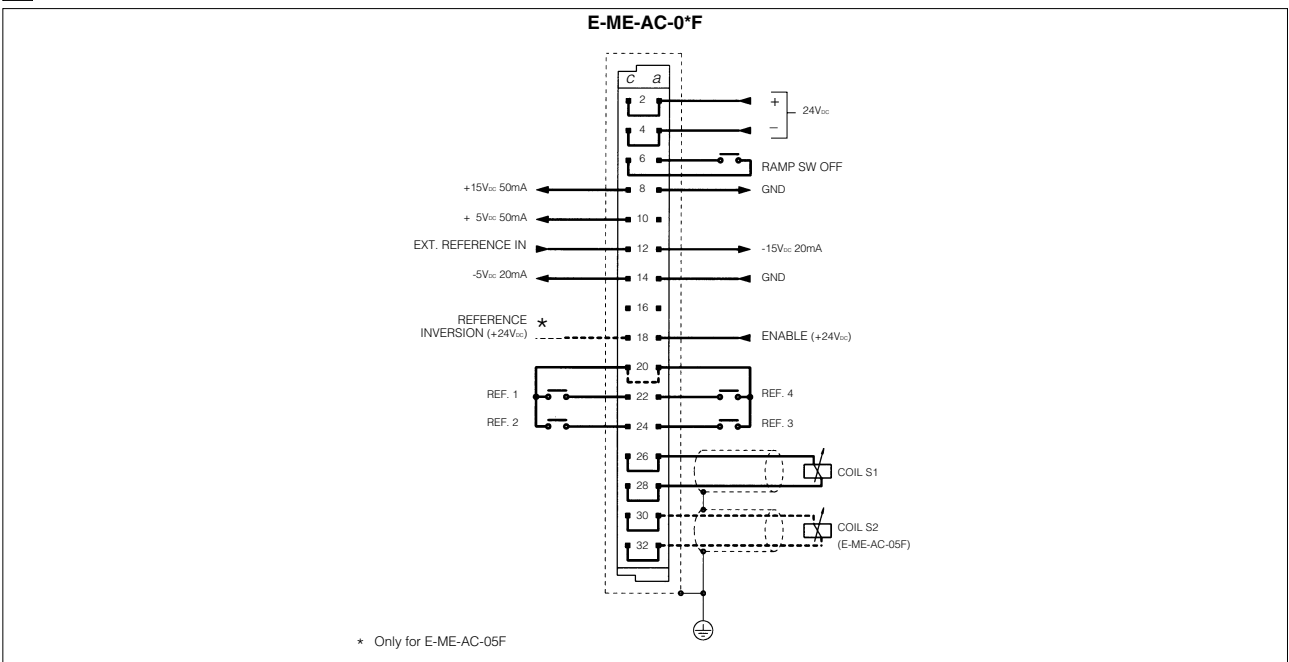 E-ME-AC-0*F
c a
2
+
24VDC
4
−
6
RAMP SW OFF
+15VDC 50mA
8
GND
+ 5VDC 50mA
10
EXT. REFERENCE IN
12
-15VDC 20mA
-5VDC 20mA
14
GND
16
REFERENCE *
INVERSION (+24VDC)
18
ENABLE (+24VDC)
20
REF. 1
22
REF. 4
REF. 2
24
REF. 3
26
COIL S1
28
30
COIL S2
32
(E-ME-AC-05F)
* Only for E-ME-AC-05F